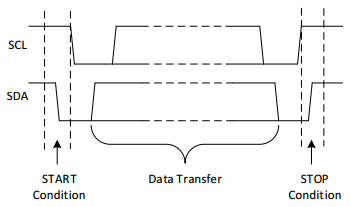 SCL
SDA
START
Condition
Data Transfer
STOP
Condition